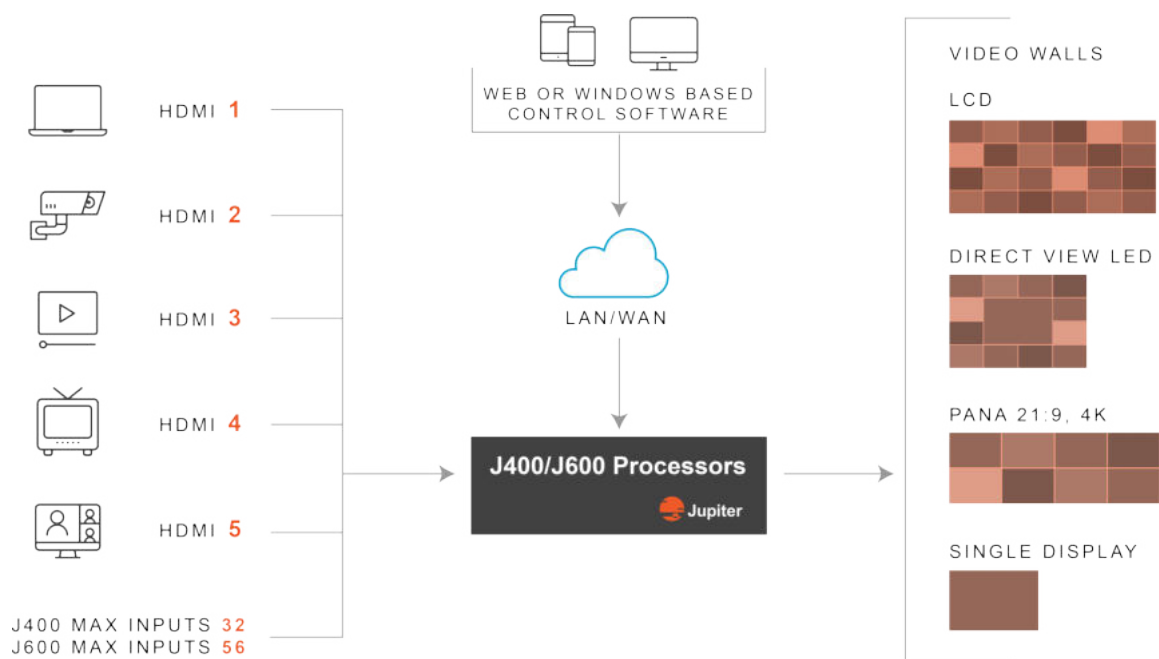 HDMI 1
HDMI 2
HDMI 3
HDMI 4
HDMI 5
J400 MAX INPUTS 32
J600 MAX INPUTS 56
WEB OR WINDOWS BASED
CONTROL SOFTWARE
LAN/WAN
J400/J600 Processors
Jupiter
VIDEO WALLS
LCD
DIRECT VIEW LED
PANA 21:9, 4K
SINGLE DISPLAY